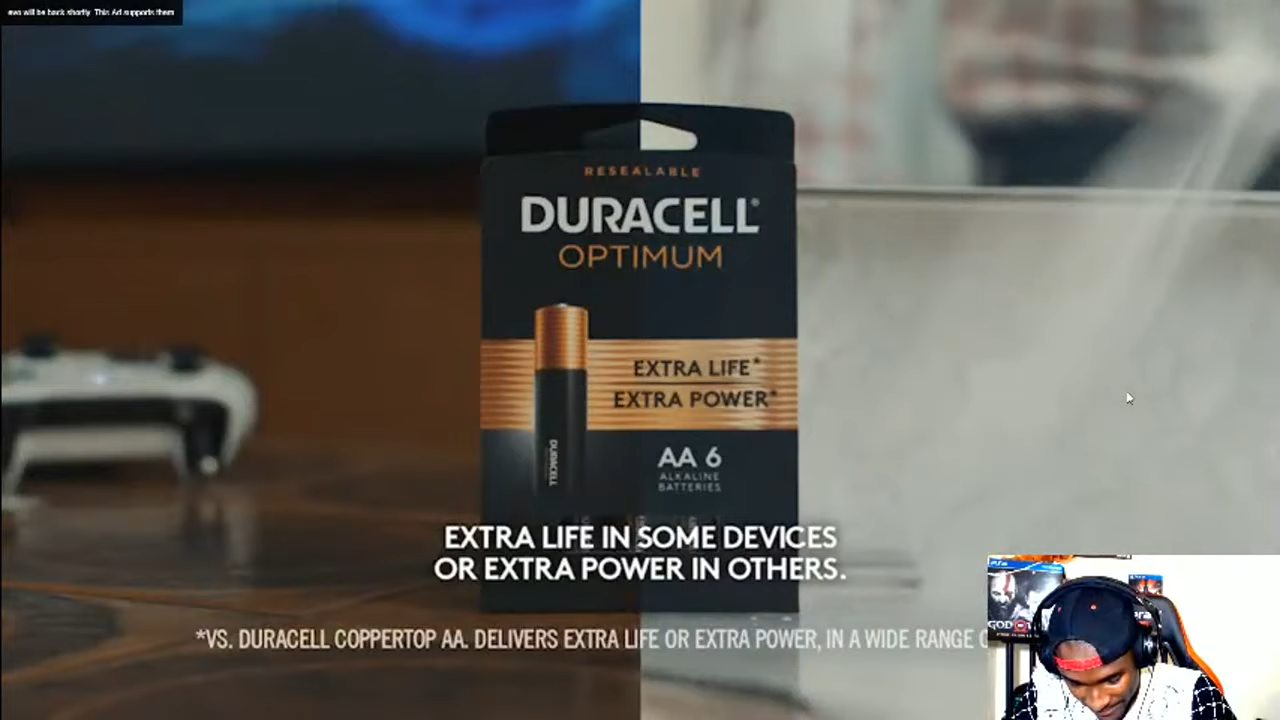 evo will be back shortly. This Ad supports them
RESEALABLE
DURACELL®
OPTIMUM
EXTRA LIFE*
EXTRA POWER*
AA 6
ALKALINE
BATTERIES
DURACELL
EXTRA LIFE IN SOME DEVICES
OR EXTRA POWER IN OTHERS.
*VS. DURACELL COPPERTOP AA. DELIVERS EXTRA LIFE OR EXTRA POWER, IN A WIDE RANGE
GOD